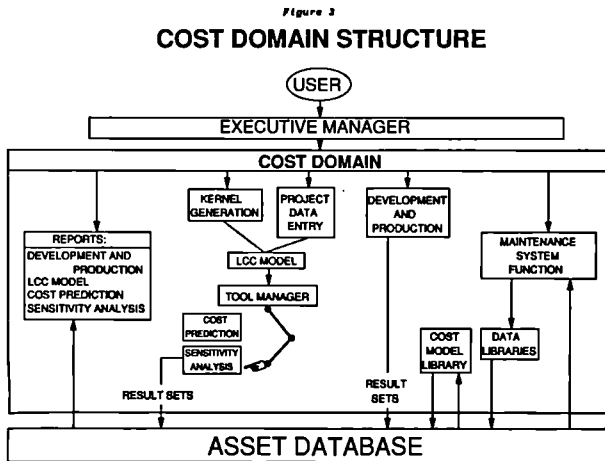 Figure 3
COST DOMAIN STRUCTURE
USER
EXECUTIVE MANAGER
COST DOMAIN
KERNEL
GENERATION
PROJECT
DATA
ENTRY
DEVELOPMENT
AND
PRODUCTION
REPORTS:
DEVELOPMENT AND
PRODUCTION
LCC MODEL
COST PREDICTION
SENSITIVITY ANALYSIS
LCC MODEL
TOOL MANAGER
COST
PREDICTION
SENSITIVITY
ANALYSIS
MAINTENANCE
SYSTEM
FUNCTION
COST
MODEL
LIBRARY
DATA
LIBRARIES
RESULT SETS
RESULT
SETS
ASSET DATABASE